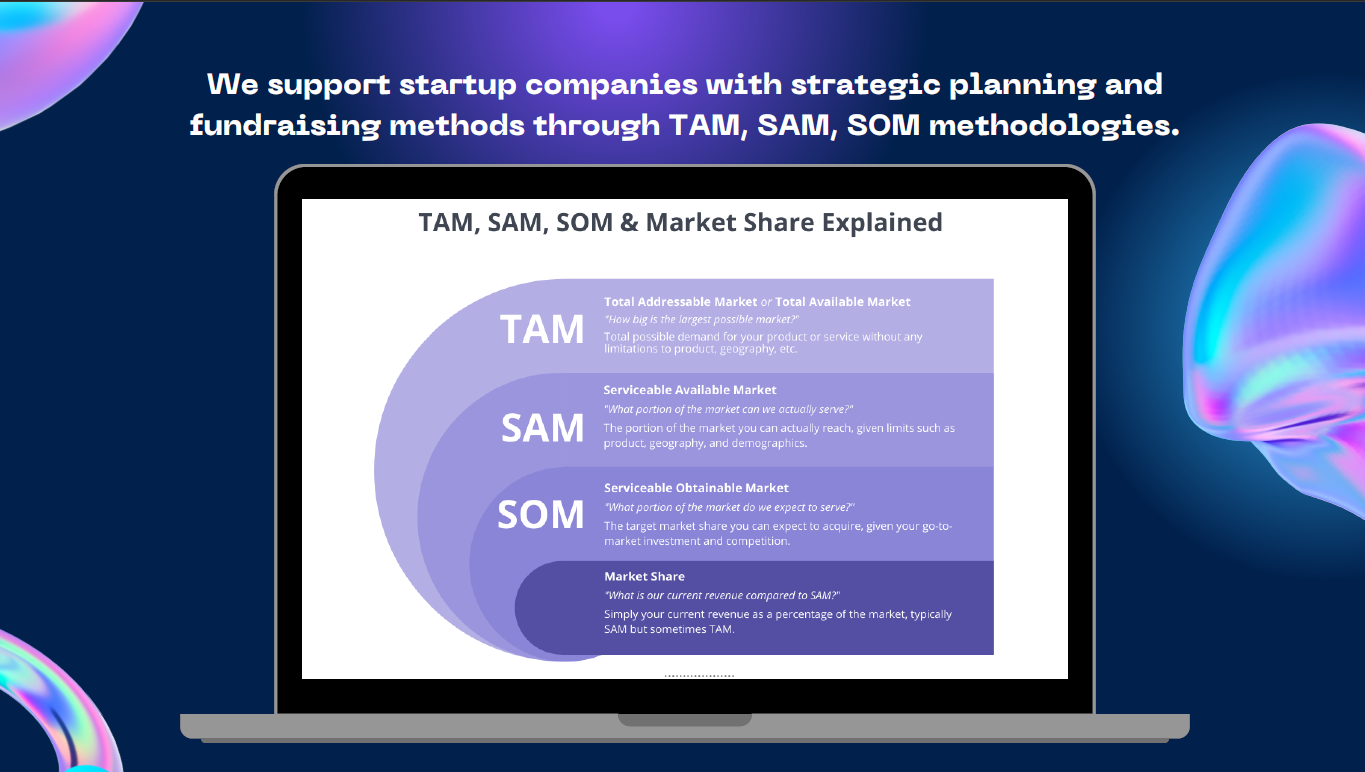 We support startup companies with strategic planning and
fundraising methods through TAM, SAM, SOM methodologies.
TAM, SAM, SOM & Market Share Explained
TAM
Total Addressable Market or Total Available Market
"How big is the largest possible market?"
Total possible demand for your product or service without any
limitations to product, geography, etc.
SAM
Serviceable Available Market
"What portion of the market can we actually serve?"
The portion of the market you can actually reach, given limits such as
product, geography, and demographics.
SOM
Serviceable Obtainable Market
"What portion of the market do we expect to serve?"
The target market share you can expect to acquire, given your go-to-
market investment and competition.
Market Share
"What is our current revenue compared to SAM?"
Simply your current revenue as a percentage of the market, typically
SAM but sometimes TAM.